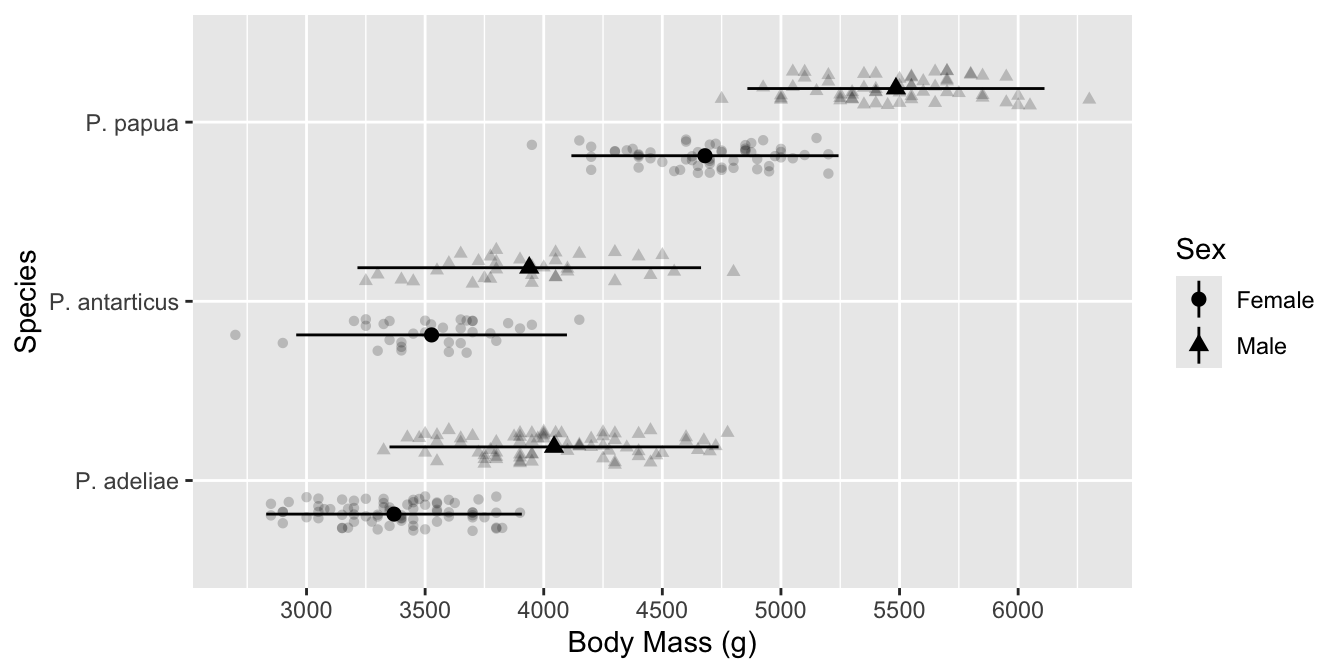 Species
P. papua
P. antarticus
P. adeliae
3000 3500 4000 4500 5000 5500 6000
Body Mass (g)
Sex
Female
Male